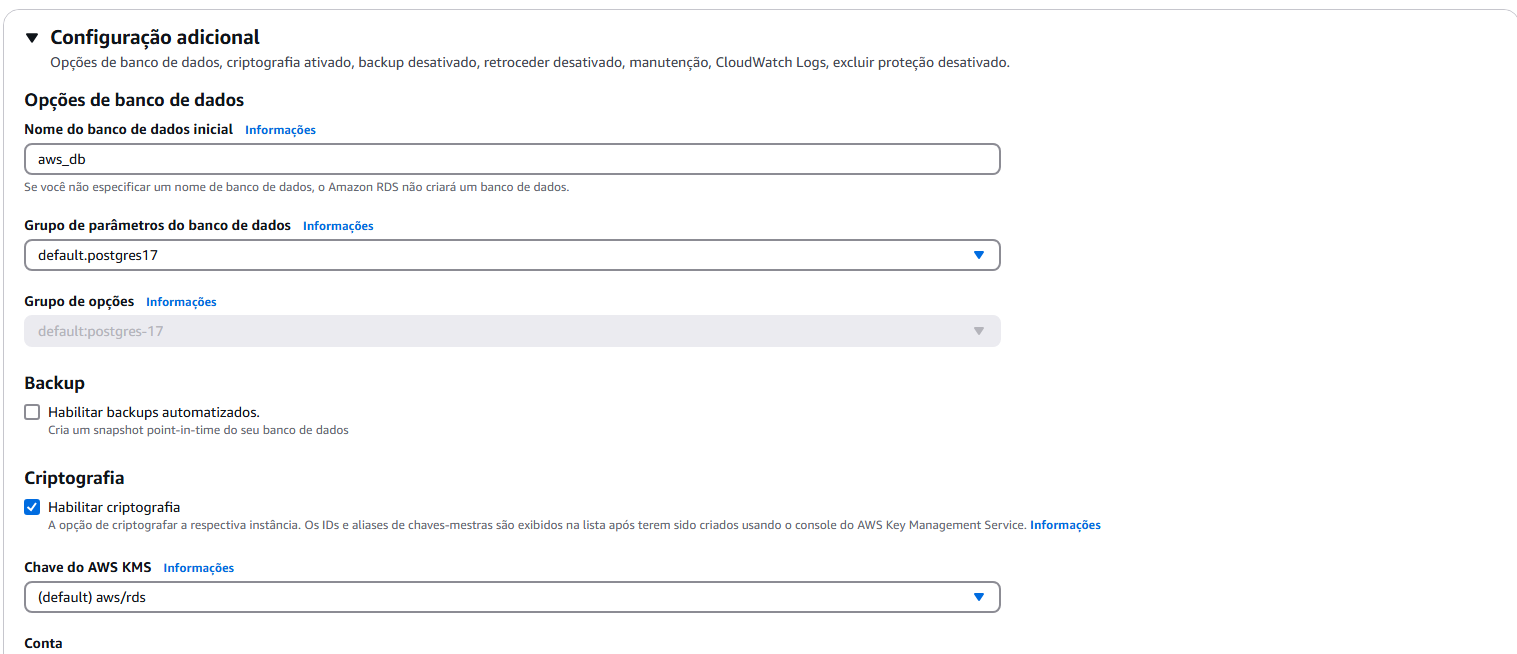 Configuração adicional
Opções de banco de dados, criptografia ativado, backup desativado, retroceder desativado, manutenção, CloudWatch Logs, excluir proteção desativado.
Opções de banco de dados
Nome do banco de dados inicial Informações
aws_db
Se você não especificar um nome de banco de dados, o Amazon RDS não criará um banco de dados.
Grupo de parâmetros do banco de dados Informações
default.postgres17
Grupo de opções Informações
default:postgres-17
Backup
Habilitar backups automatizados.
Cria um snapshot point-in-time do seu banco de dados
Criptografia
Habilitar criptografia
A opção de criptografar a respectiva instância. Os IDs e aliases de chaves-mestras são exibidos na lista após terem sido criados usando o console do AWS Key Management Service. Informações
Chave do AWS KMS Informações
(default) aws/rds
Conta